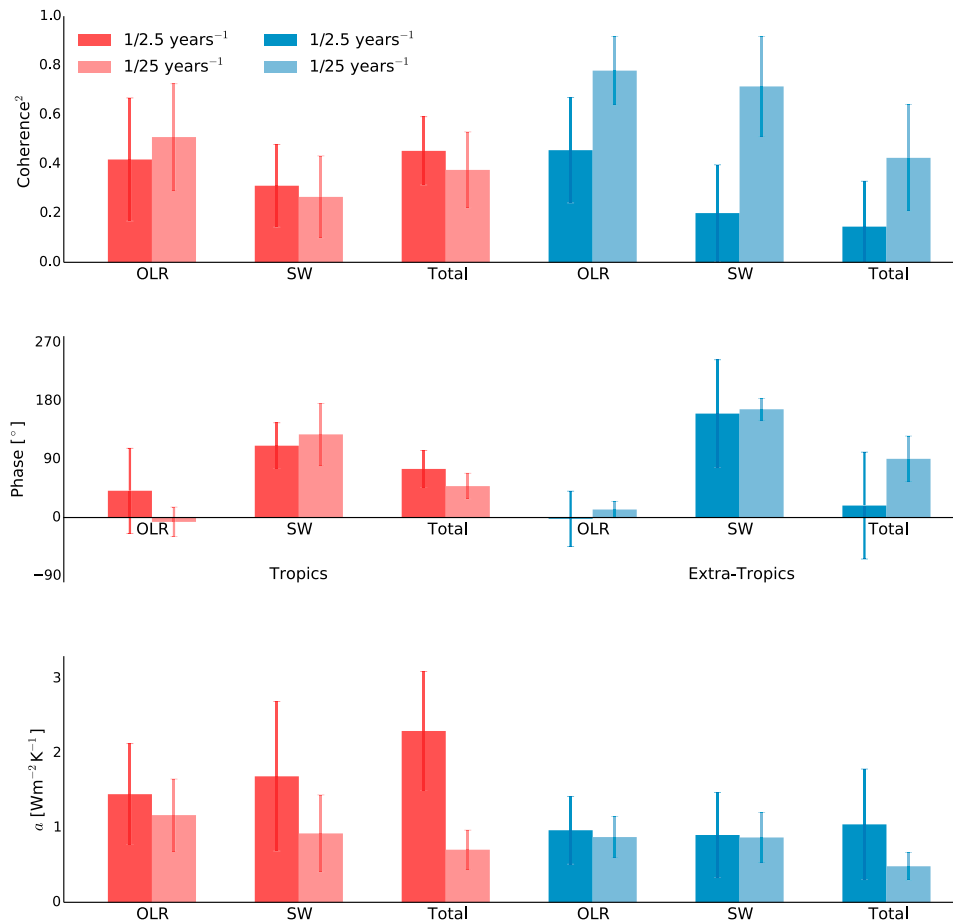 1.0
1/2.5 years⁻¹ 1/2.5 years⁻¹
1/25 years⁻¹ 1/25 years⁻¹
0.8
0.6
0.4
0.2
0.0
Coherence²
OLR SW Total OLR SW Total
270
180
90
0
−90
Phase [°]
OLR SW Total OLR SW Total
Tropics Extra-Tropics
3
2
1
0
a [Wm⁻²K⁻¹]
OLR SW Total OLR SW Total